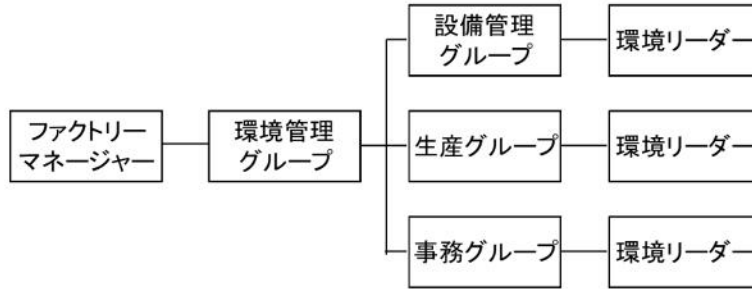 設備管理
グループ
環境リーダー
ファクトリー
マネージャー
環境管理
グループ
生産グループ
環境リーダー
事務グループ
環境リーダー